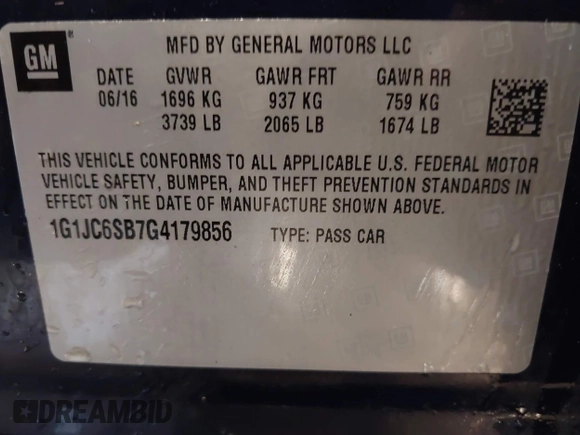 GM
MFD BY GENERAL MOTORS LLC
DATE GVWR GAWR FRT GAWR RR
06/16 1696 KG 937 KG 759 KG
3739 LB 2065 LB 1674 LB
THIS VEHICLE CONFORMS TO ALL APPLICABLE U.S. FEDERAL MOTOR
VEHICLE SAFETY, BUMPER, AND THEFT PREVENTION STANDARDS IN
EFFECT ON THE DATE OF MANUFACTURE SHOWN ABOVE.
1G1JC6SB7G4179856 TYPE: PASS CAR
DREAMBID